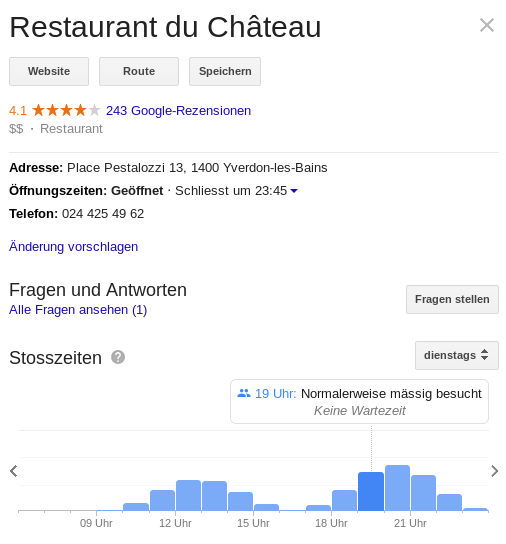 Restaurant du Château
Website Route Speichern
4.1 243 Google-Rezensionen
$$ · Restaurant
Adresse: Place Pestalozzi 13, 1400 Yverdon-les-Bains
Öffnungszeiten: Geöffnet · Schliesst um 23:45
Telefon: 024 425 49 62
Änderung vorschlagen
Fragen und Antworten
Alle Fragen ansehen (1)
Fragen stellen
Stosszeiten ?
dienstags
19 Uhr: Normalerweise mässig besucht
Keine Wartezeit
09 Uhr 12 Uhr 15 Uhr 18 Uhr 21 Uhr